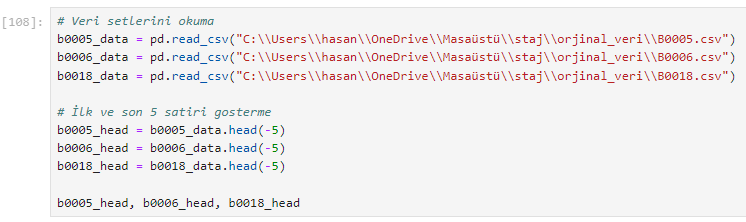 [108]: # Veri setlerini okuma
b0005_data = pd.read_csv("C:\\Users\\hasan\\OneDrive\\Masaüstü\\staj\\orjinal_veri\\B0005.csv")
b0006_data = pd.read_csv("C:\\Users\\hasan\\OneDrive\\Masaüstü\\staj\\orjinal_veri\\B0006.csv")
b0018_data = pd.read_csv("C:\\Users\\hasan\\OneDrive\\Masaüstü\\staj\\orjinal_veri\\B0018.csv")
# İlk ve son 5 satiri gosterme
b0005_head = b0005_data.head(-5)
b0006_head = b0006_data.head(-5)
b0018_head = b0018_data.head(-5)
b0005_head, b0006_head, b0018_head